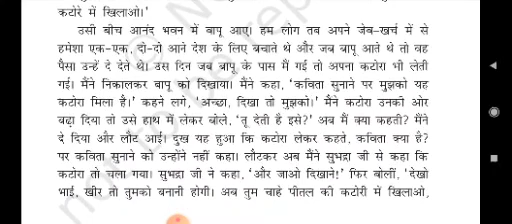 कटोरे में खिलाओ।'
उसी बीच आनंद भवन में बापू आए। हम लोग तब अपने जेब-खर्च में से
हमेशा एक-एक, दो-दो आने देश के लिए बचाते थे और जब बापू आते थे तो वह
पैसा उन्हें दे देते थे। उस दिन जब बापू के पास मैं गई तो अपना कटोरा भी लेती
गई। मैंने निकालकर बापू को दिखाया। मैंने कहा, 'कविता सुनाने पर मुझको यह
कटोरा मिला है।' कहने लगे, 'अच्छा, दिखा तो मुझको।' मैंने कटोरा उनकी ओर
बढ़ा दिया तो उसे हाथ में लेकर बोले, 'तू देती है इसे?' अब मैं क्या कहती? मैंने
दे दिया और लौट आई। दुख यह हुआ कि कटोरा लेकर कहते, कविता क्या है?
पर कविता सुनाने को उन्होंने नहीं कहा। लौटकर अब मैंने सुभद्रा जी से कहा कि
कटोरा तो चला गया। सुभद्रा जी ने कहा, 'और जाओ दिखाने!' फिर बोलीं, 'देखो
भाई, खीर तो तुमको बनानी होगी। अब तुम चाहे पीतल की कटोरी में खिलाओ,